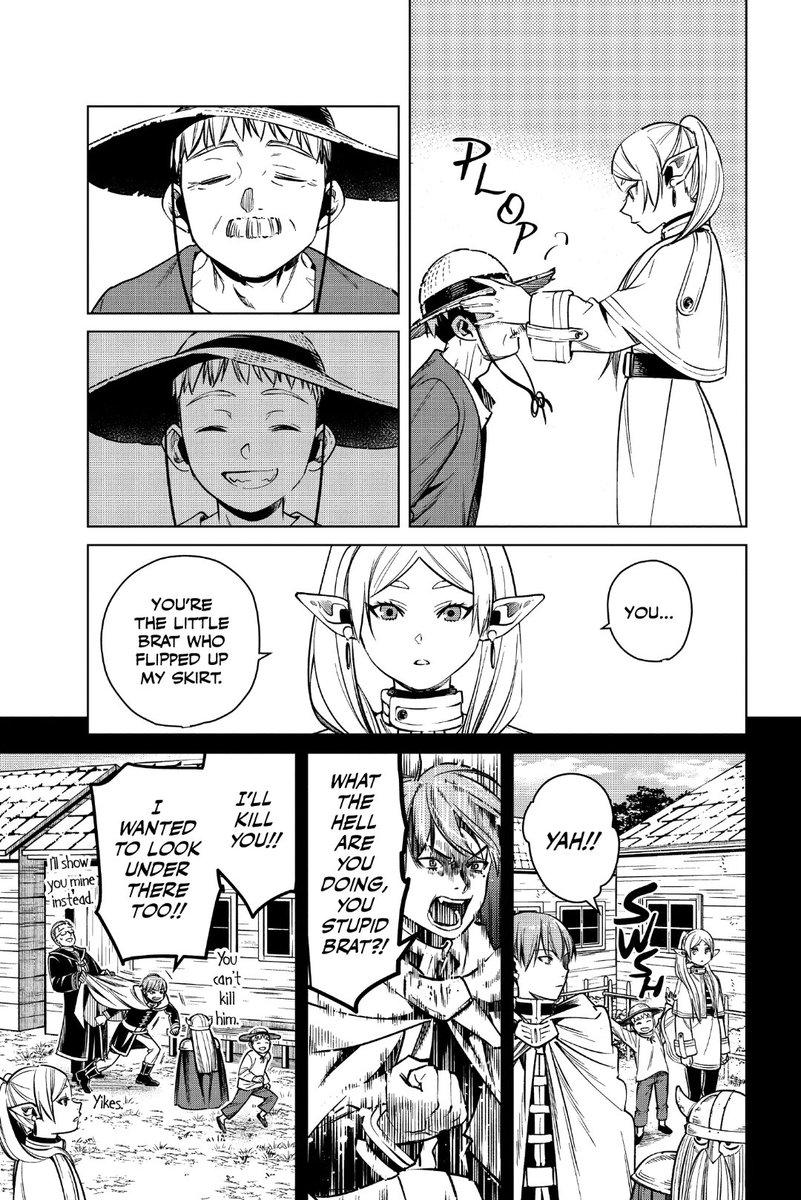 PLOP
YOU...
YOU'RE
THE LITTLE
BRAT WHO
FLIPPED UP
MY SKIRT.
YAH!!
SWSH
WHAT
THE
HELL
ARE
YOU
DOING,
YOU
STUPID
BRAT?!
I'LL
KILL
YOU!!
I
WANTED
TO LOOK
UNDER
THERE
TOO!!
I'll show
you mine
instead.
You
can't
kill
him.
Yikes.